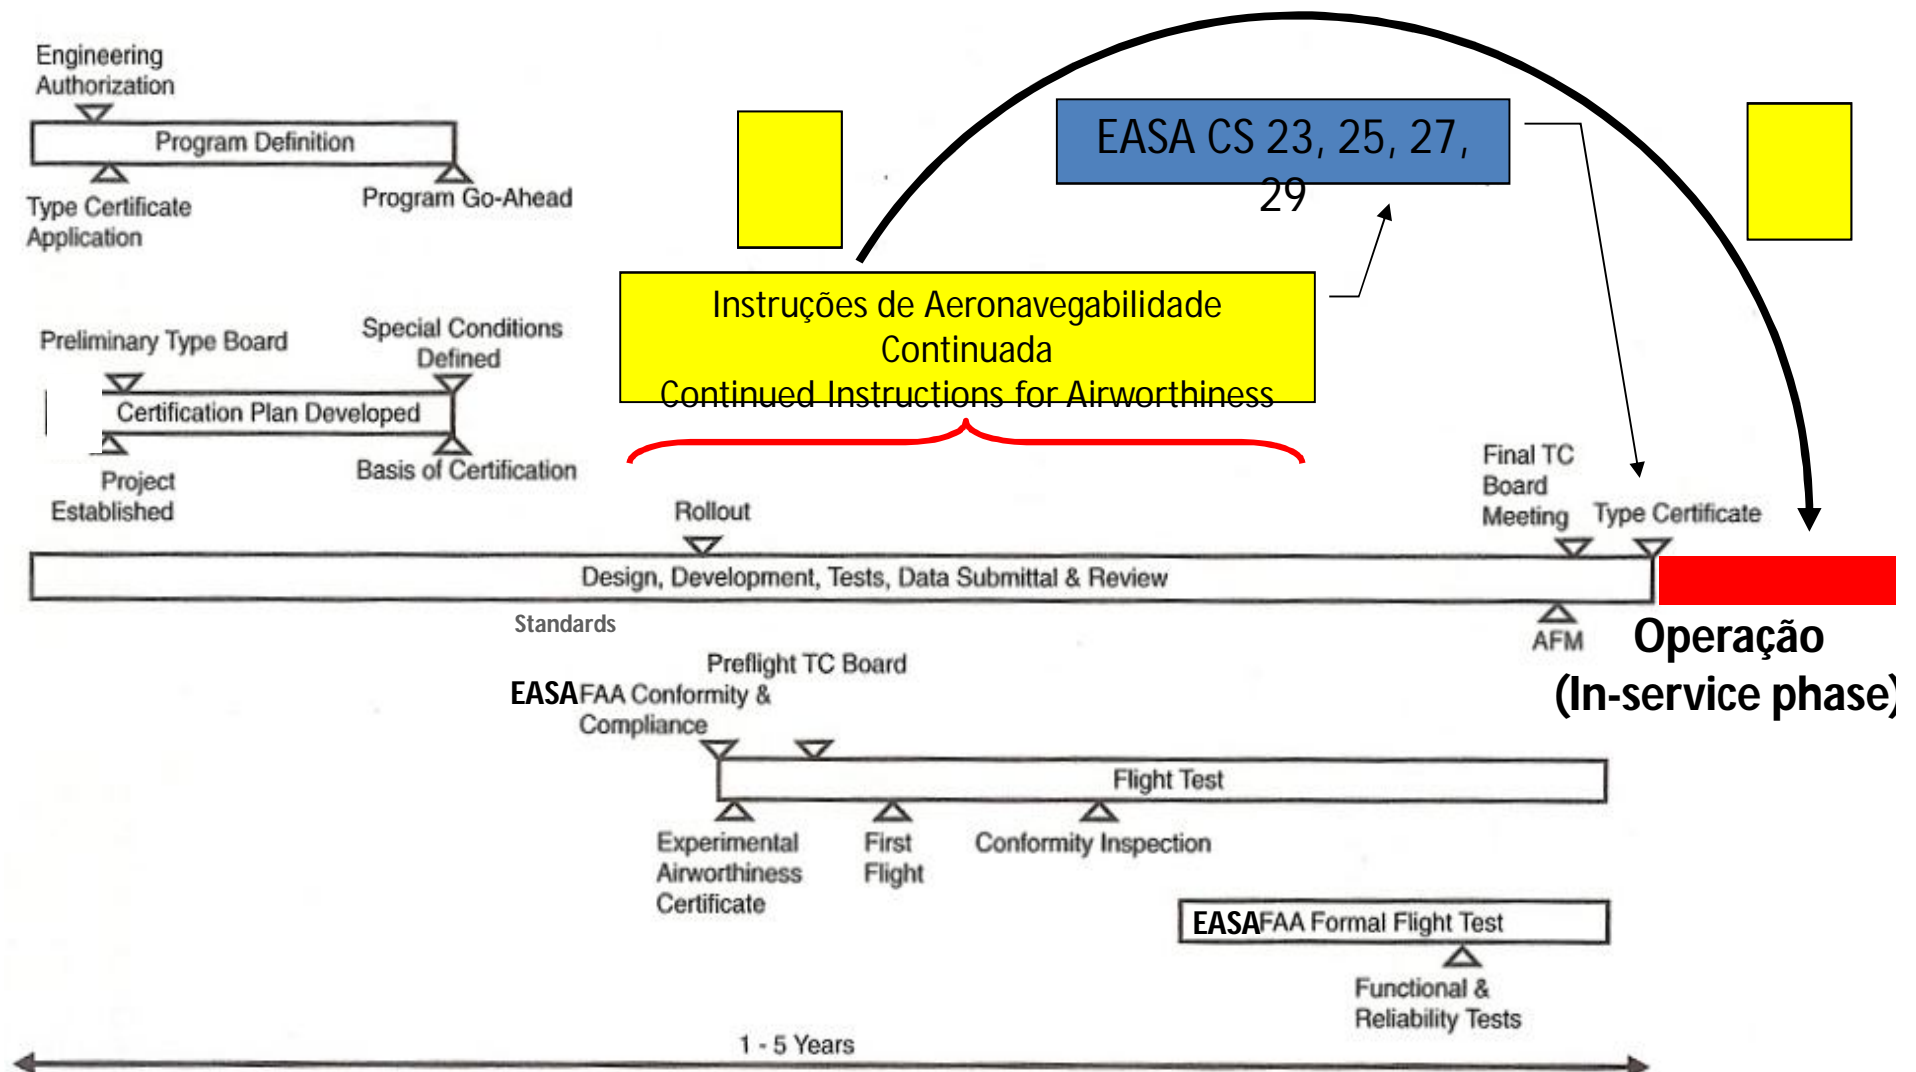 Engineering
Authorization
Program Definition
Type Certificate
Application
Program Go-Ahead
EASA CS 23, 25, 27,
29
Instruções de Aeronavegabilidade
Continuada
Continued Instructions for Airworthiness
Preliminary Type Board
Special Conditions
Defined
Certification Plan Developed
Project
Established
Basis of Certification
Rollout
Final TC
Board
Meeting
Type Certificate
Design, Development, Tests, Data Submittal & Review
Standards
AFM
Operação
(In-service phase)
Preflight TC Board
EASA FAA Conformity &
Compliance
Flight Test
Experimental
Airworthiness
Certificate
First
Flight
Conformity Inspection
EASA FAA Formal Flight Test
Functional &
Reliability Tests
1 - 5 Years